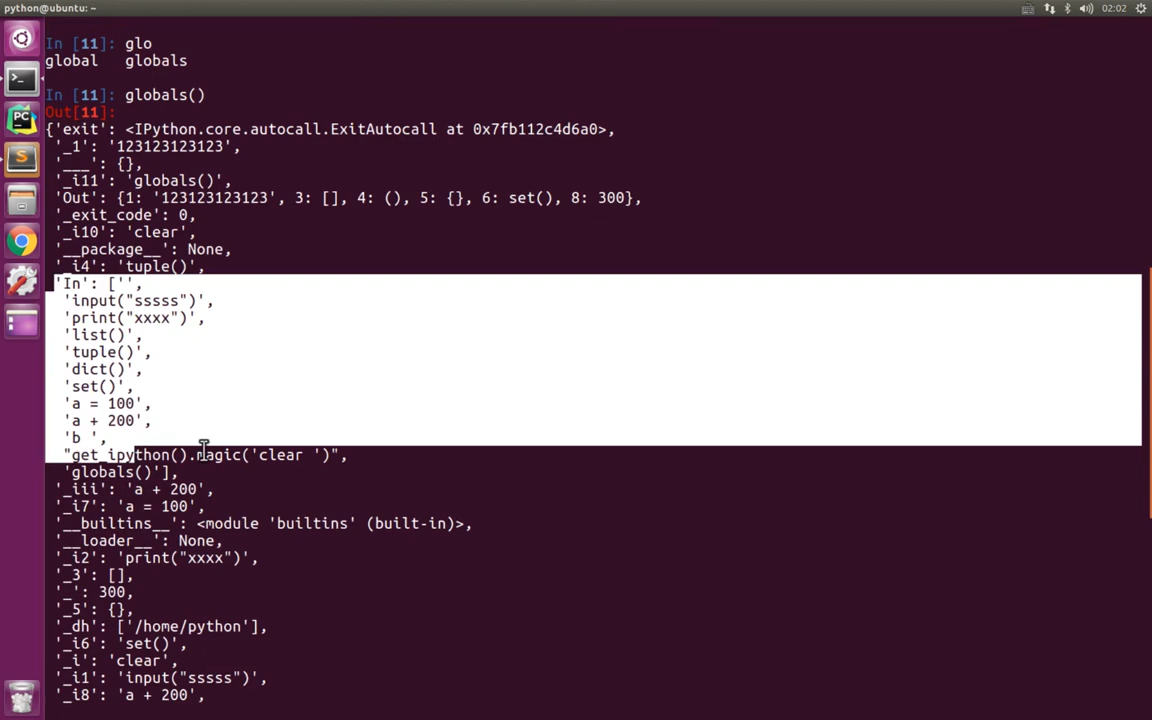 python@ubuntu: ~
02:02
In [11]: glo
global   globals
In [11]: globals()
Out[11]:
{'exit': <IPython.core.autocall.ExitAutocall at 0x7fb112c4d6a0>,
 '_1': '123123123123',
 '___': {},
 '_i11': 'globals()',
 'Out': {1: '123123123123', 3: [], 4: (), 5: {}, 6: set(), 8: 300},
 '_exit_code': 0,
 '_i10': 'clear',
 '__package__': None,
 '_i4': 'tuple()',
 'In': ['',
  'input("sssss")',
  'print("xxxx")',
  'list()',
  'tuple()',
  'dict()',
  'set()',
  'a = 100',
  'a + 200',
  'b ',
  "get_ipython().magic('clear ')",
  'globals()'],
 '_iii': 'a + 200',
 '_i7': 'a = 100',
 '__builtins__': <module 'builtins' (built-in)>,
 '__loader__': None,
 '_i2': 'print("xxxx")',
 '_3': [],
 '_': 300,
 '_5': {},
 '_dh': ['/home/python'],
 '_i6': 'set()',
 '_i': 'clear',
 '_i1': 'input("sssss")',
 '_i8': 'a + 200',